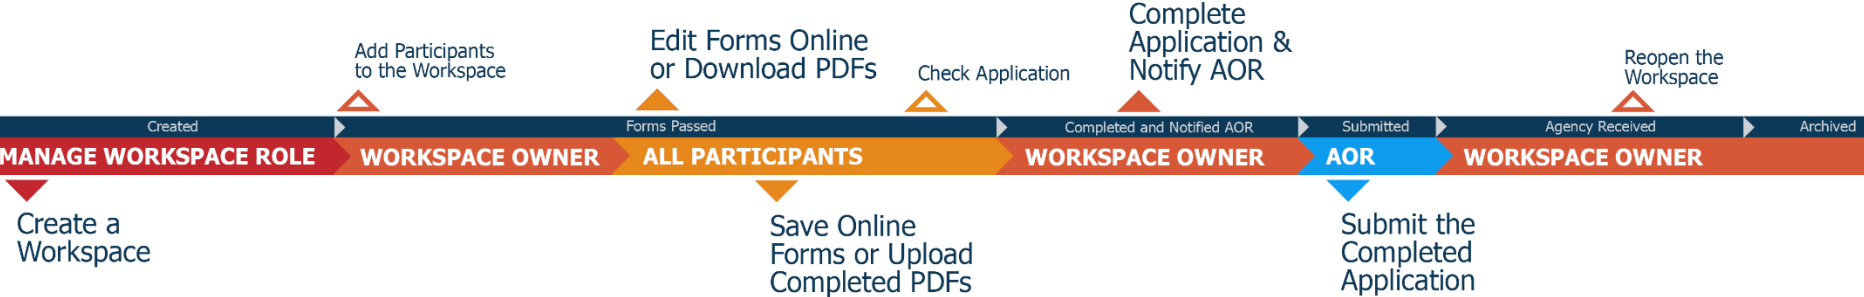 Add Participants
to the Workspace
Edit Forms Online
or Download PDFs
Check Application
Complete
Application &
Notify AOR
Reopen the
Workspace
Created
Forms Passed
Completed and Notified AOR
Submitted
Agency Received
Archived
MANAGE WORKSPACE ROLE
WORKSPACE OWNER
ALL PARTICIPANTS
WORKSPACE OWNER
AOR
WORKSPACE OWNER
Create a
Workspace
Save Online
Forms or Upload
Completed PDFs
Submit the
Completed
Application